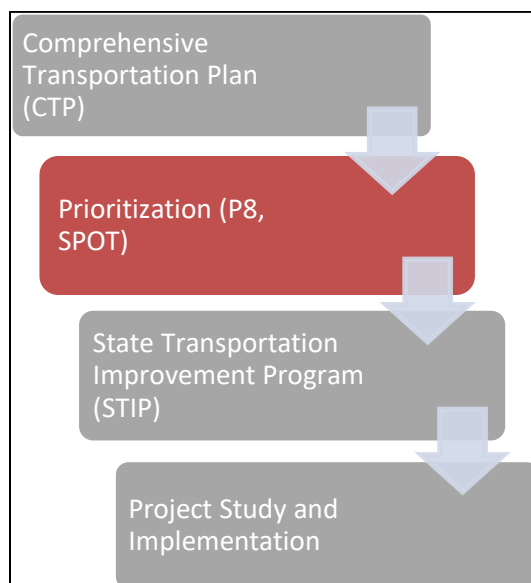 Comprehensive
Transportation Plan
(CTP)
Prioritization (P8,
SPOT)
State Transportation
Improvement Program
(STIP)
Project Study and
Implementation